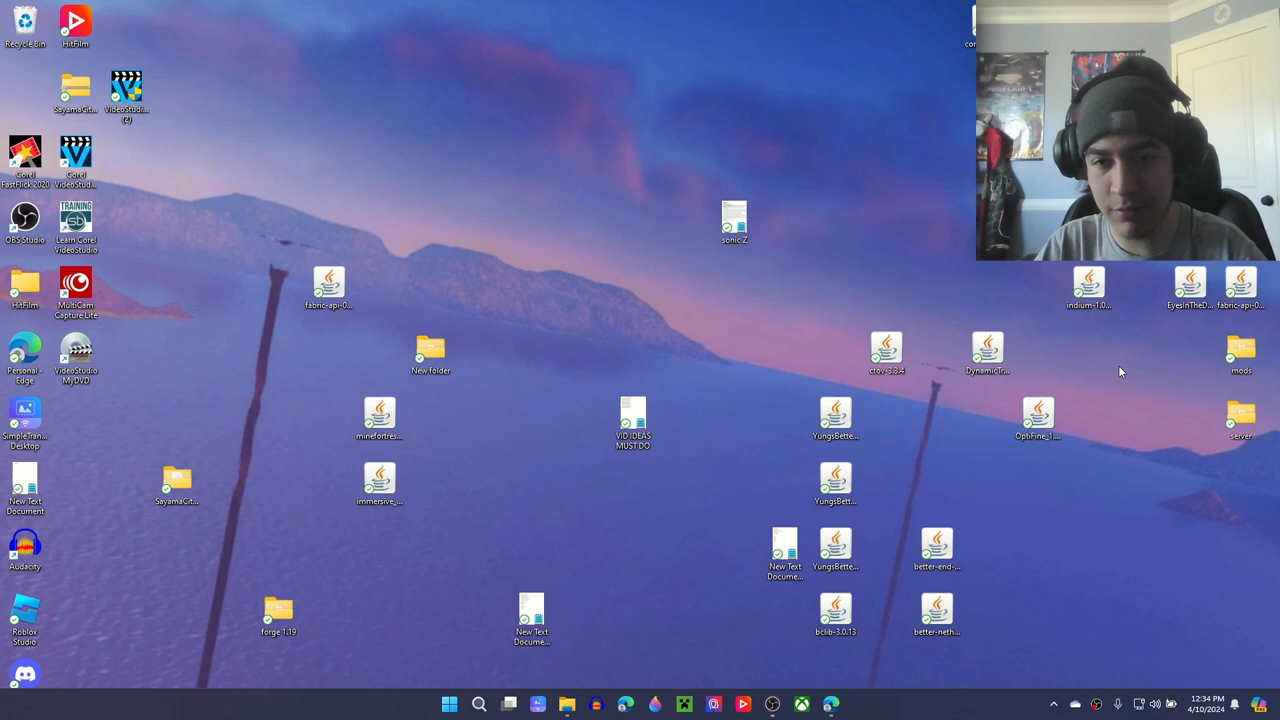 Recycle Bin
HitFilm
SayamaCit...
VideoStudi...
(2)
Corel
FastFlick 2020
Corel
VideoStud...
OBS Studio
TRAINING
sb
Learn Corel
VideoStudio
sonic Z
HitFilm
MultiCam
Capture Lite
fabric-api-0...
indium-1.0...
EyesInTheD...
fabric-api-0...
Personal -
Edge
VideoStudio
MyDVD
New folder
ctov-3.3.4
DynamicTr...
mods
SimpleTran...
Desktop
minefortres...
VID IDEAS
MUST DO
YungsBette...
OptiFine_1....
server
New Text
Document
SayamaCit...
immersive_...
YungsBett...
Audacity
New Text
Docume...
YungsBette...
better-end-...
Roblox
Studio
forge 1.19
New Text
Docume...
bclib-3.0.13
better-neth...
12:34 PM
4/10/2024